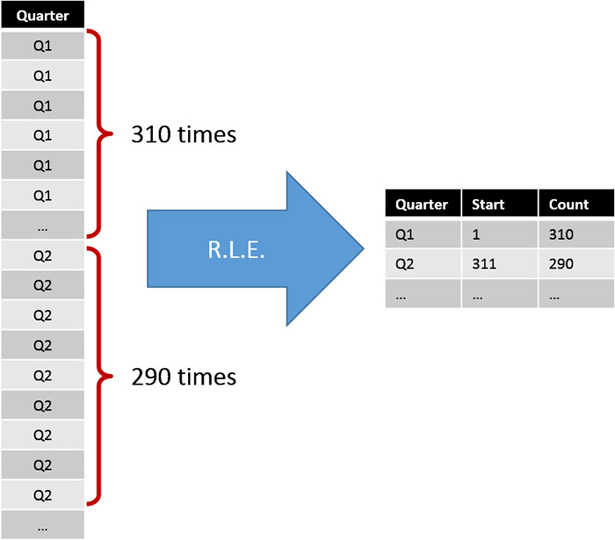 Quarter
Q1
Q1
Q1
Q1
Q1
Q1
...
Q2
Q2
Q2
Q2
Q2
Q2
Q2
Q2
Q2
...
310 times
290 times
R.L.E.
Quarter Start Count
Q1 1 310
Q2 311 290
... ... ...